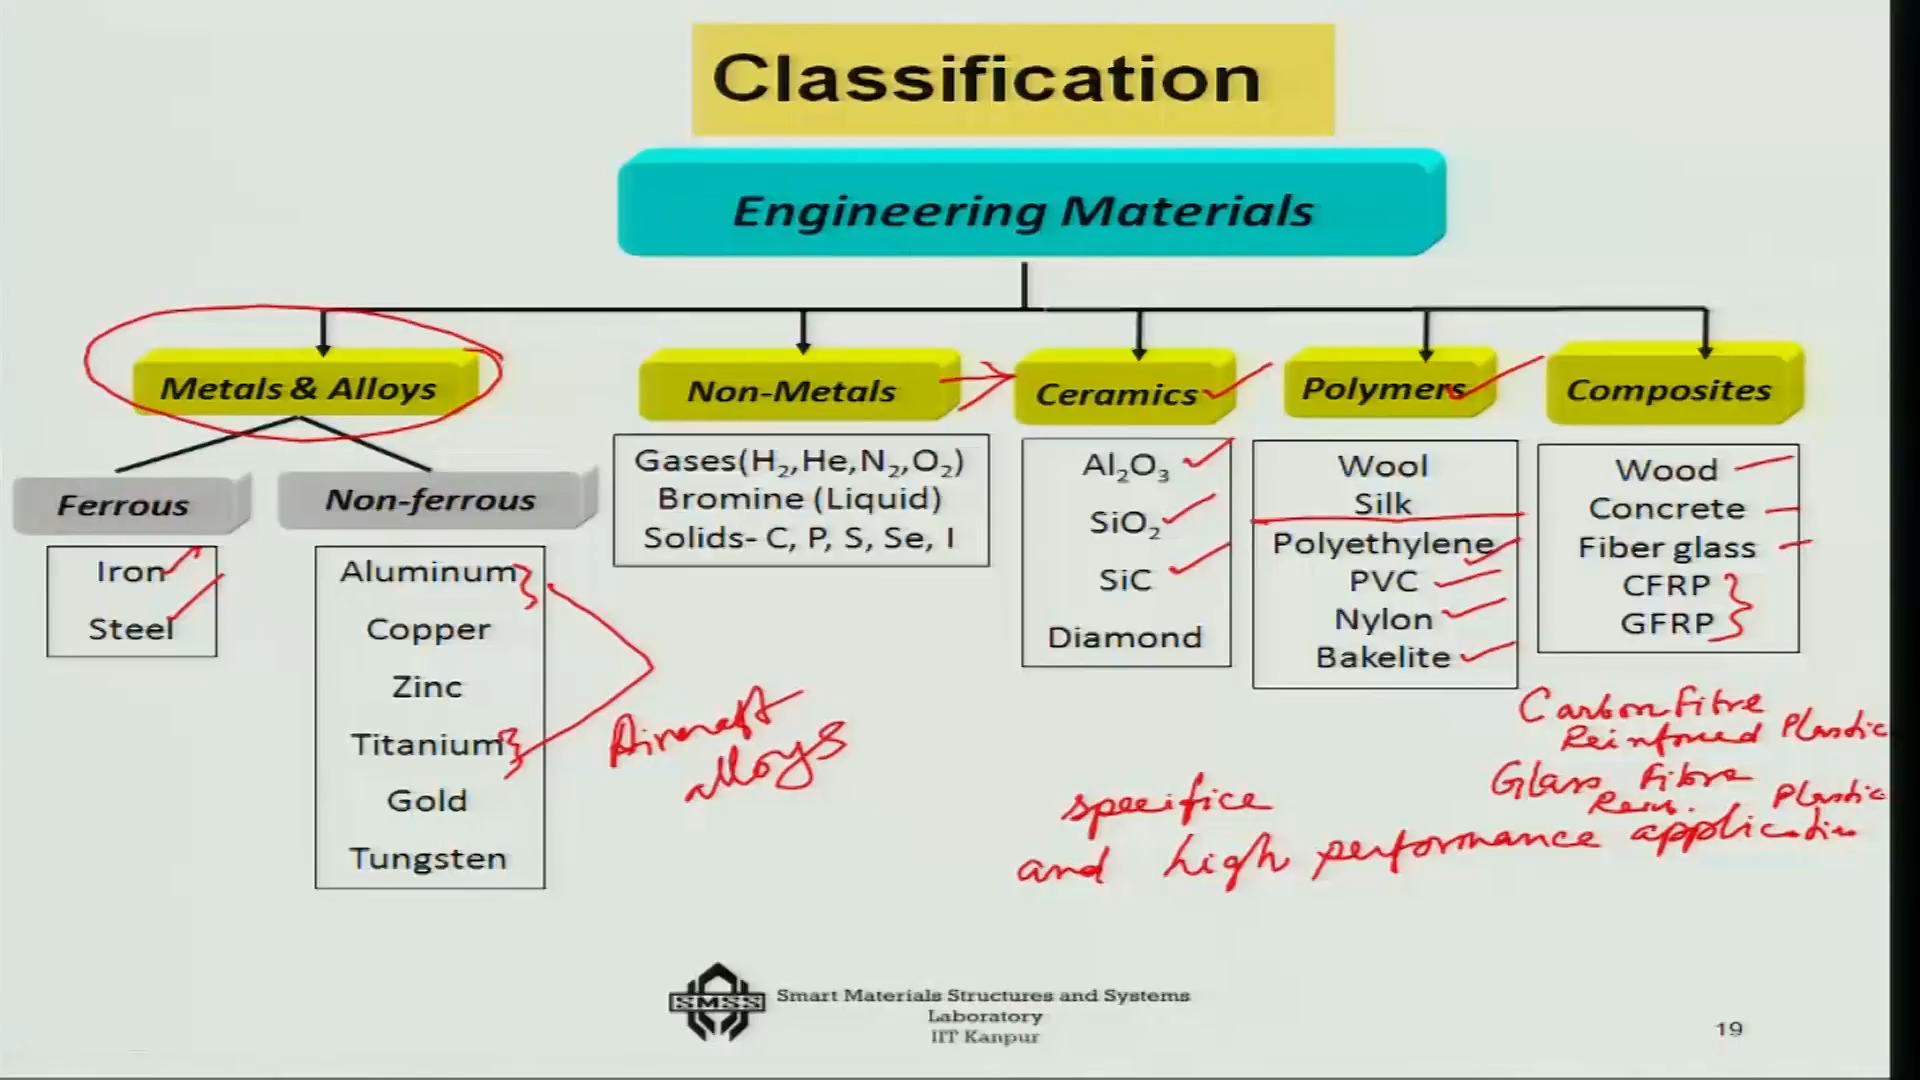 Classification
Engineering Materials
Metals & Alloys
Non-Metals
Ceramics
Polymers
Composites
Ferrous
Non-ferrous
Iron
Steel
Aluminum
Copper
Zinc
Titanium
Gold
Tungsten
Gases(H₂,He,N₂,O₂)
Bromine (Liquid)
Solids- C, P, S, Se, I
Al₂O₃
SiO₂
SiC
Diamond
Wool
Silk
Polyethylene
PVC
Nylon
Bakelite
Wood
Concrete
Fiber glass
CFRP
GFRP
Aircraft
alloys
Carbon Fibre
Reinforced Plastic
Glass Fibre
Rein. Plastic
specifice
and high performance application
SMSS
Smart Materials Structures and Systems
Laboratory
IIT Kanpur
19